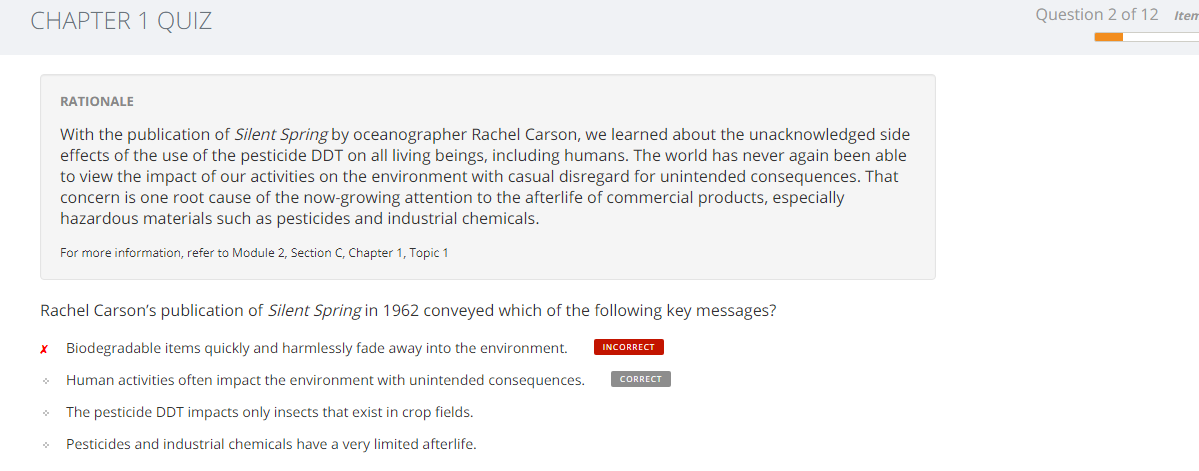 CHAPTER 1 QUIZ
Question 2 of 12 Item
RATIONALE
With the publication of Silent Spring by oceanographer Rachel Carson, we learned about the unacknowledged side
effects of the use of the pesticide DDT on all living beings, including humans. The world has never again been able
to view the impact of our activities on the environment with casual disregard for unintended consequences. That
concern is one root cause of the now-growing attention to the afterlife of commercial products, especially
hazardous materials such as pesticides and industrial chemicals.
For more information, refer to Module 2, Section C, Chapter 1, Topic 1
Rachel Carson’s publication of Silent Spring in 1962 conveyed which of the following key messages?
✗ Biodegradable items quickly and harmlessly fade away into the environment. INCORRECT
Human activities often impact the environment with unintended consequences. CORRECT
The pesticide DDT impacts only insects that exist in crop fields.
Pesticides and industrial chemicals have a very limited afterlife.